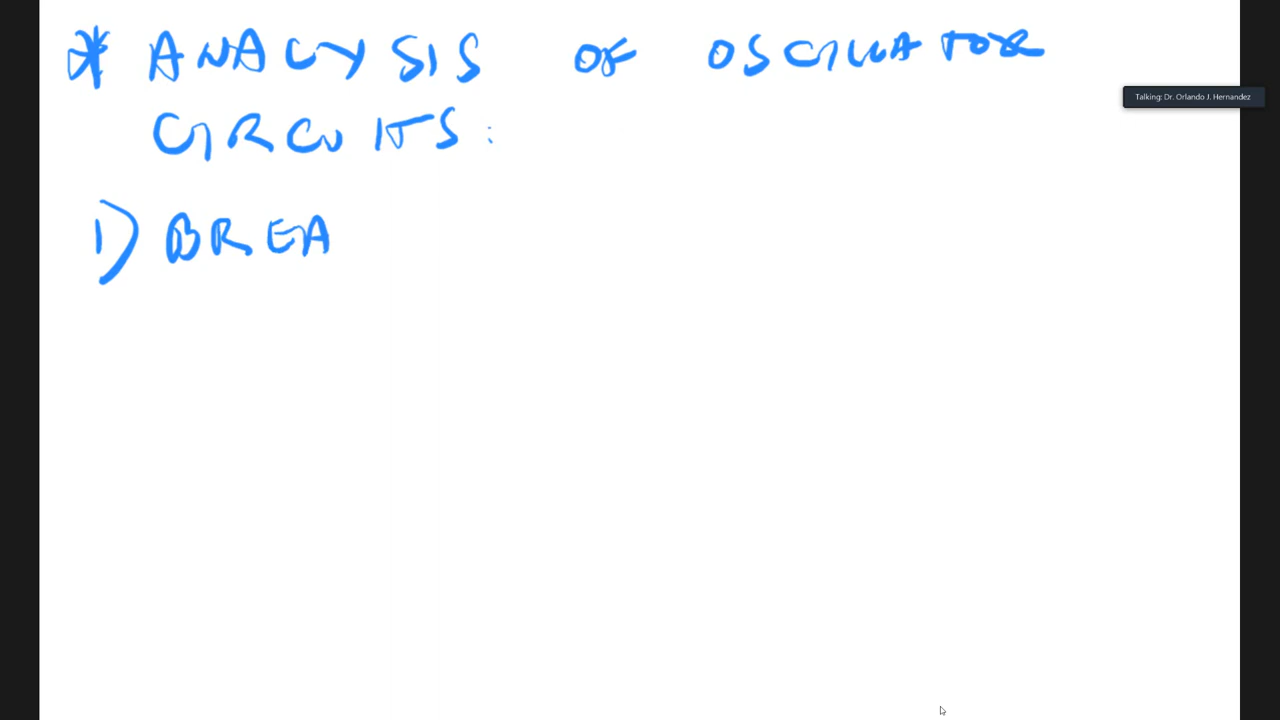 * ANALYSIS OF OSCILLATOR
Talking: Dr. Orlando J. Hernandez
CIRCUITS:
1) BREA